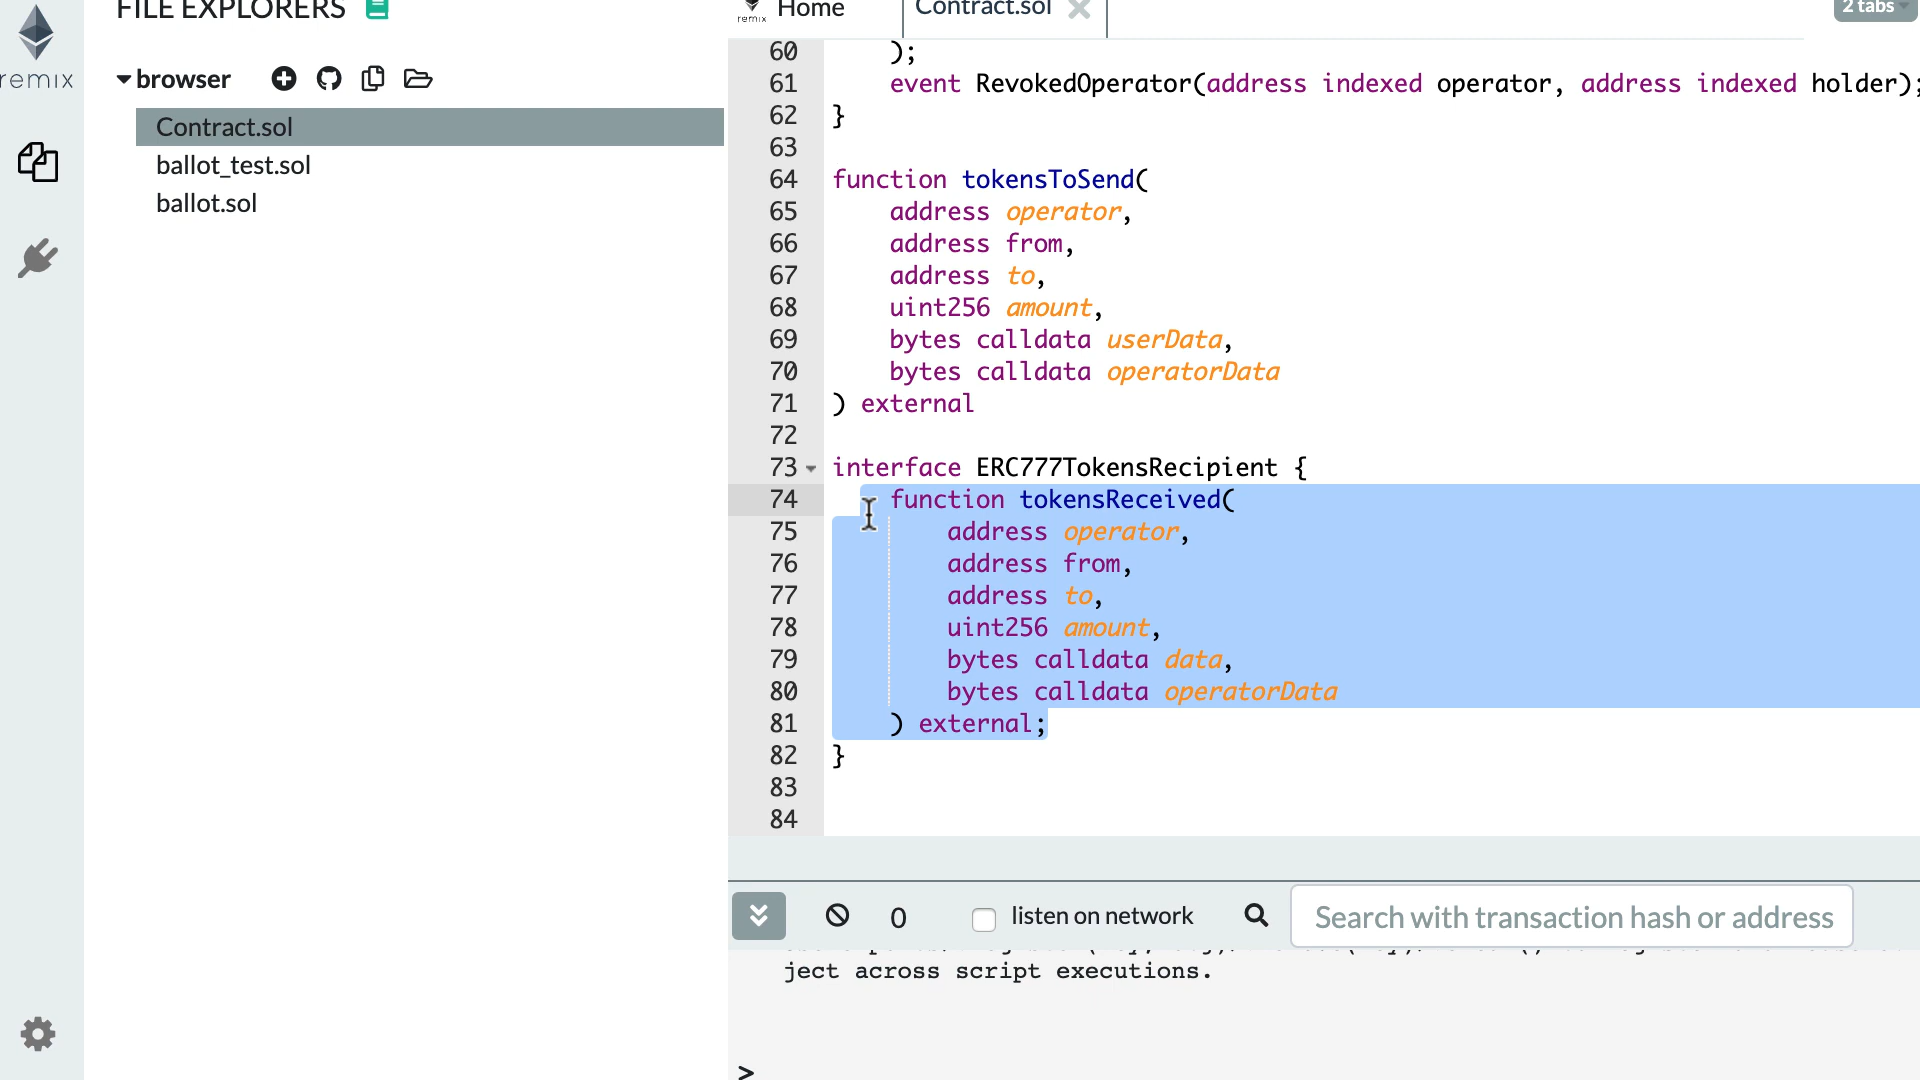 FILE EXPLORERS
remix
browser
Contract.sol
ballot_test.sol
ballot.sol
remix
Home
Contract.sol
2 tabs
60 );
61 event RevokedOperator(address indexed operator, address indexed holder);
62 }
63
64 function tokensToSend(
65 address operator,
66 address from,
67 address to,
68 uint256 amount,
69 bytes calldata userData,
70 bytes calldata operatorData
71 ) external
72
73 interface ERC777TokensRecipient {
74 function tokensReceived(
75 address operator,
76 address from,
77 address to,
78 uint256 amount,
79 bytes calldata data,
80 bytes calldata operatorData
81 ) external;
82 }
83
84
0
listen on network
Search with transaction hash or address
ject across script executions.
>